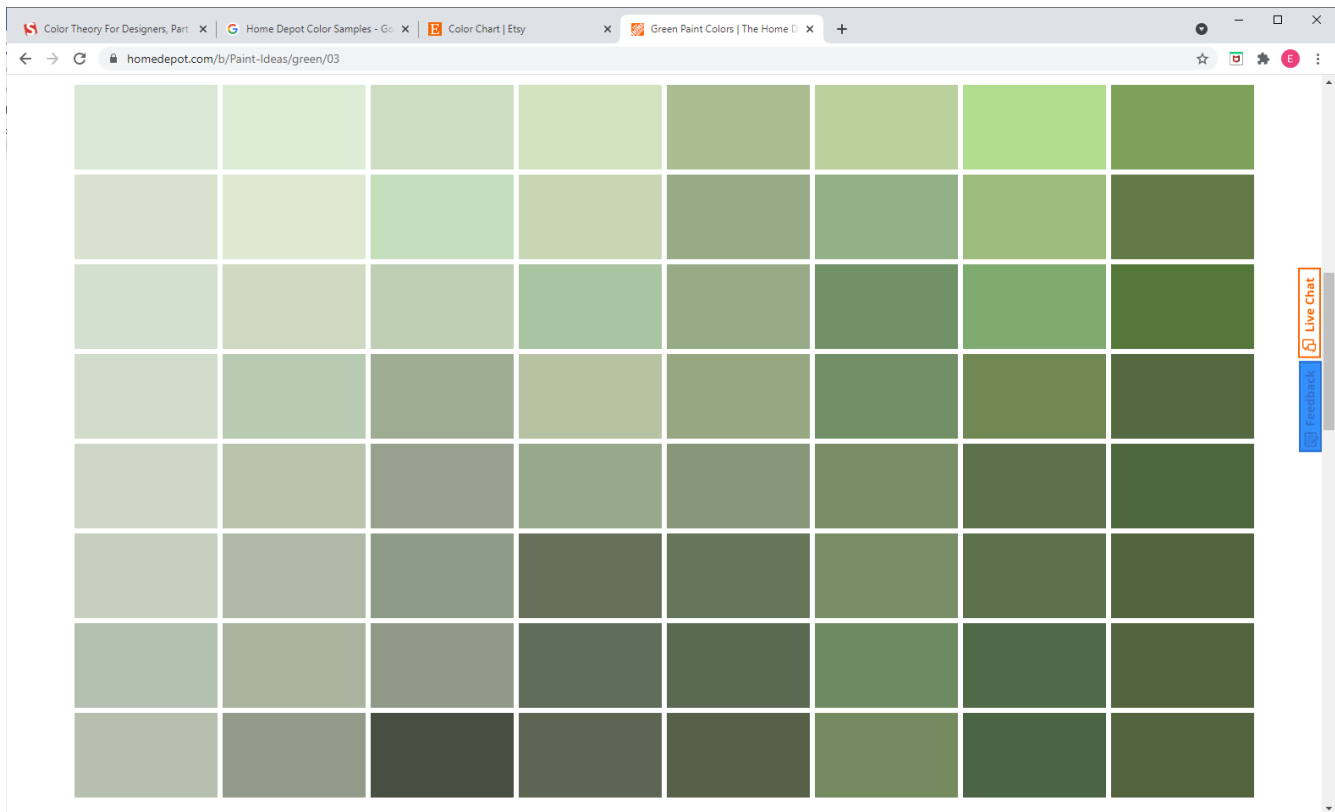 Color Theory For Designers, Part
Home Depot Color Samples - Go
Color Chart | Etsy
Green Paint Colors | The Home D
homedepot.com/b/Paint-Ideas/green/03
E
Live Chat
Feedback